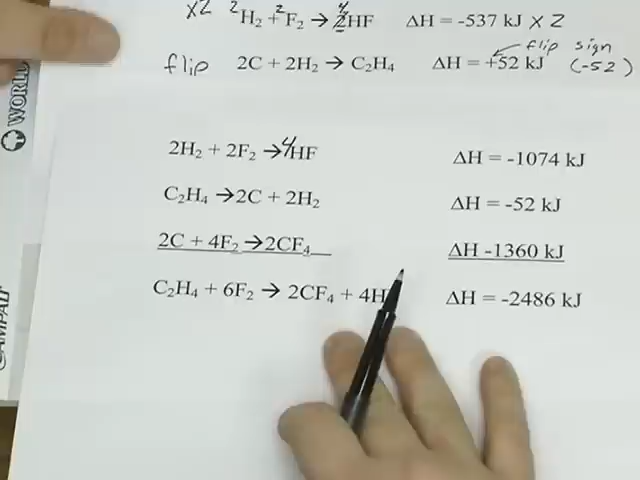 x2 ²H₂ + ²F₂ → 4 2HF ΔH = -537 kJ x 2
flip sign
flip 2C + 2H₂ → C₂H₄ ΔH = +52 kJ (-52)
2H₂ + 2F₂ → 4HF ΔH = -1074 kJ
C₂H₄ → 2C + 2H₂ ΔH = -52 kJ
2C + 4F₂ → 2CF₄ ΔH -1360 kJ
C₂H₄ + 6F₂ → 2CF₄ + 4H ΔH = -2486 kJ
WORLD